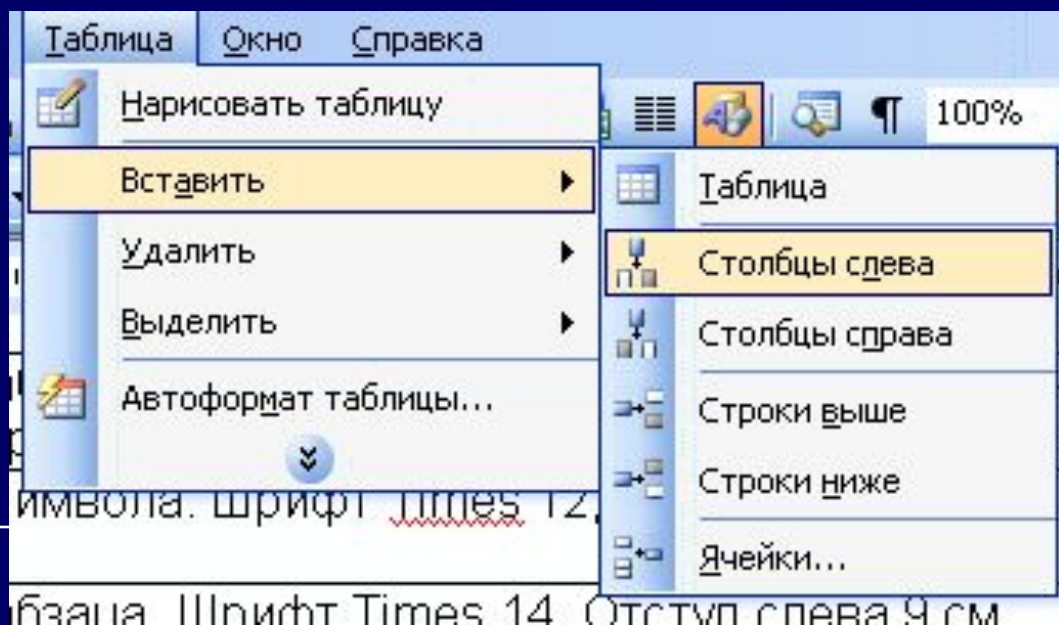 Таблица Окно Справка
Нарисовать таблицу
100%
Вставить
Таблица
Удалить
Столбцы слева
Выделить
Столбцы справа
Автоформат таблицы...
Строки выше
Строки ниже
Ячейки...
имвола. Шрифт Times 12,
бзаца. Шрифт Times 14. Отступ слева 9 см.